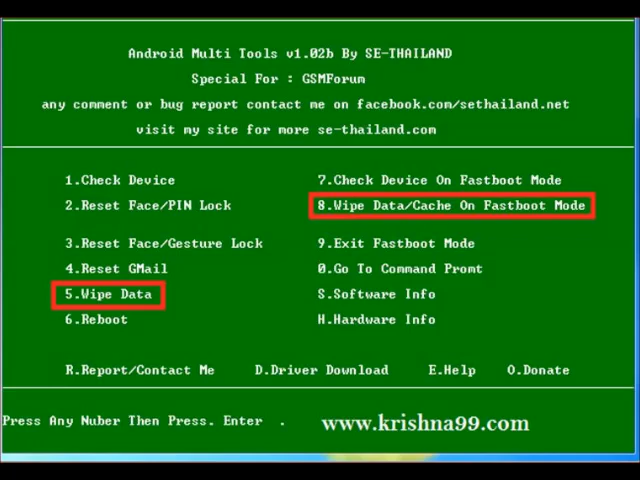 Android Multi Tools v1.02b By SE-THAILAND
Special For : GSMForum
any comment or bug report contact me on facebook.com/sethailand.net
visit my site for more se-thailand.com
1.Check Device
7.Check Device On Fastboot Mode
2.Reset Face/PIN Lock
8.Wipe Data/Cache On Fastboot Mode
3.Reset Face/Gesture Lock
9.Exit Fastboot Mode
4.Reset GMail
0.Go To Command Promt
5.Wipe Data
S.Software Info
6.Reboot
H.Hardware Info
R.Report/Contact Me D.Driver Download E.Help O.Donate
Press Any Nuber Then Press. Enter .
www.krishna99.com